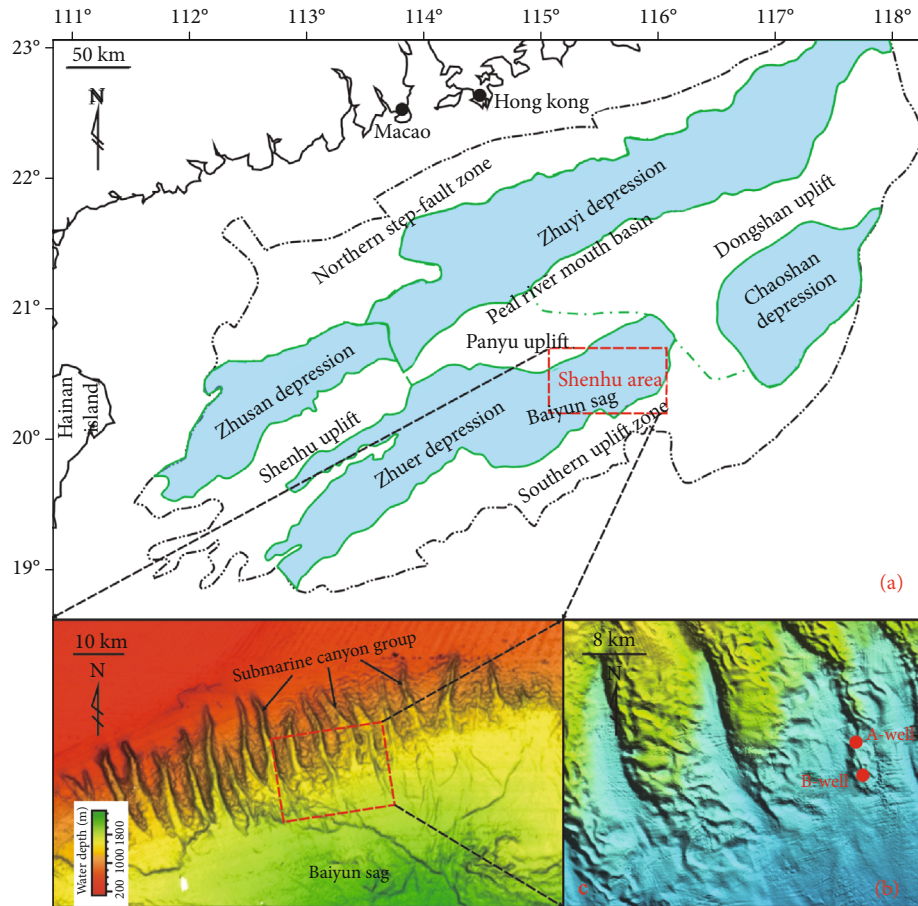 111° 112° 113° 114° 115° 116° 117° 118°
23°
50 km
N
Hong kong
Macao
22°
Northern step-fault zone
Zhuyi depression
Dongshan uplift
Peal river mouth basin
Chaoshan
depression
21°
Panyu uplift
Zhusan depression
Shenhu area
Hainan
island
Baiyun sag
20°
Shenhu uplift
Zhuer depression
Southern uplift zone
19°
(a)
10 km
N
Submarine canyon group
Water depth (m)
200 1000 1800
Baiyun sag
8 km
N
A-well
B-well
c
(b)